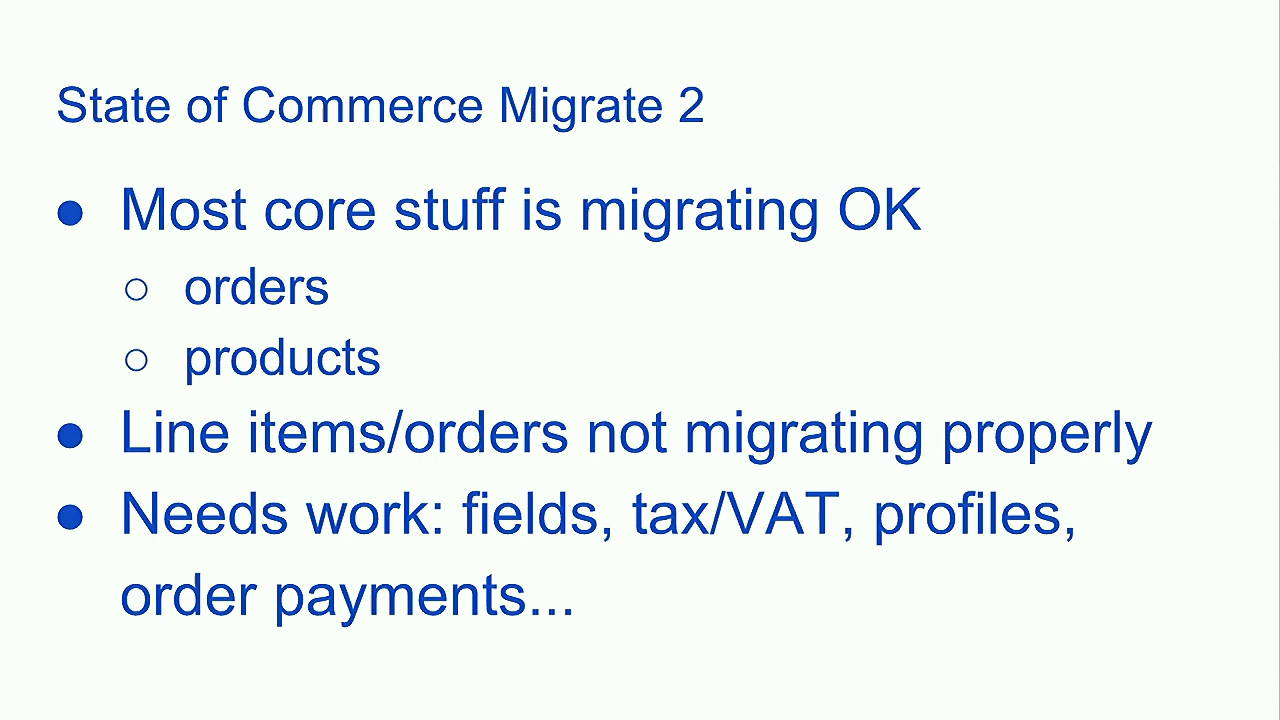 State of Commerce Migrate 2
● Most core stuff is migrating OK
○ orders
○ products
● Line items/orders not migrating properly
● Needs work: fields, tax/VAT, profiles,
order payments...